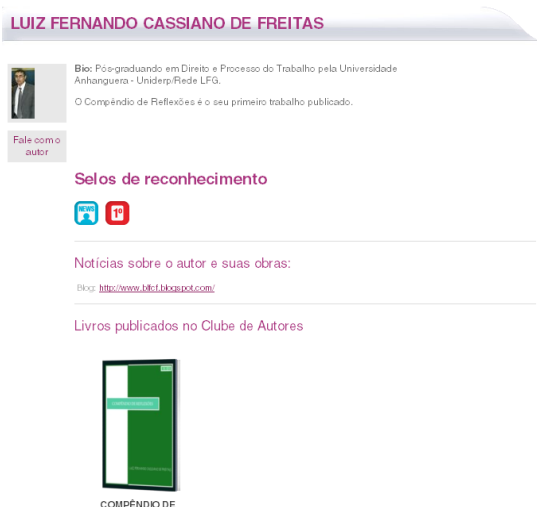 LUIZ FERNANDO CASSIANO DE FREITAS
Bio: Pós-graduando em Direito e Processo do Trabalho pela Universidade
Anhanguera - Uniderp/Rede LFG.
O Compêndio de Reflexões é o seu primeiro trabalho publicado.
Fale com o
autor
Selos de reconhecimento
NEWS
1º
Notícias sobre o autor e suas obras:
Blog: http://www.blfcf.blogspot.com/
Livros publicados no Clube de Autores
COMPÊNDIO DE